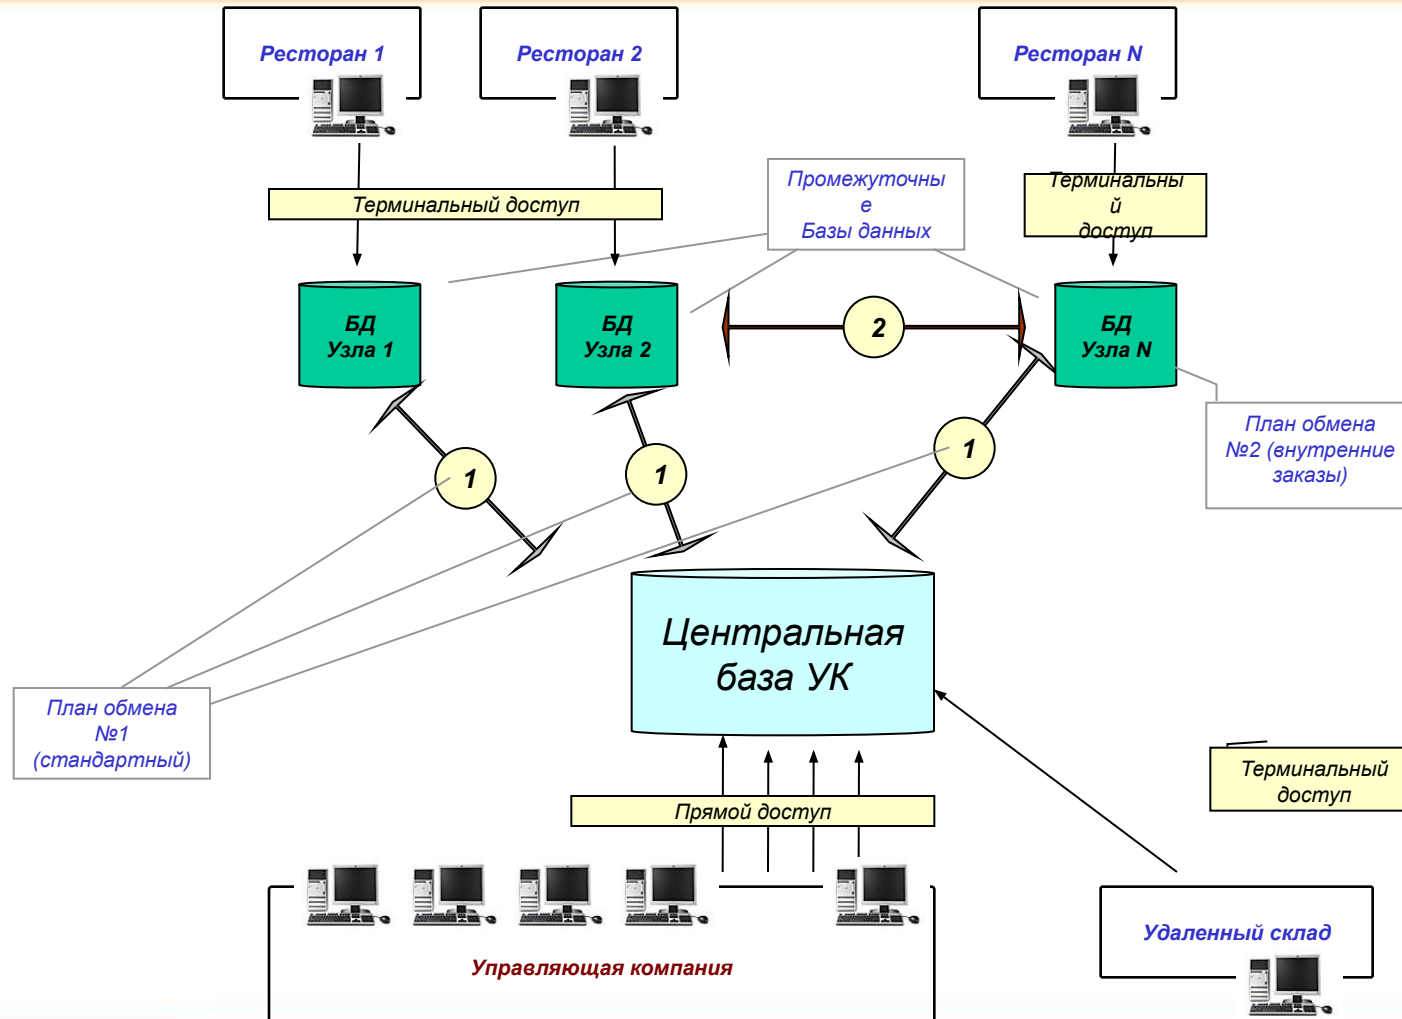 Ресторан 1
Ресторан 2
Ресторан N
Терминальный доступ
Промежуточны
е
Базы данных
Терминальны
й
доступ
БД
Узла 1
БД
Узла 2
2
БД
Узла N
1
1
1
План обмена
№2 (внутренние
заказы)
Центральная
база УК
План обмена
№1
(стандартный)
Терминальный
доступ
Прямой доступ
Управляющая компания
Удаленный склад